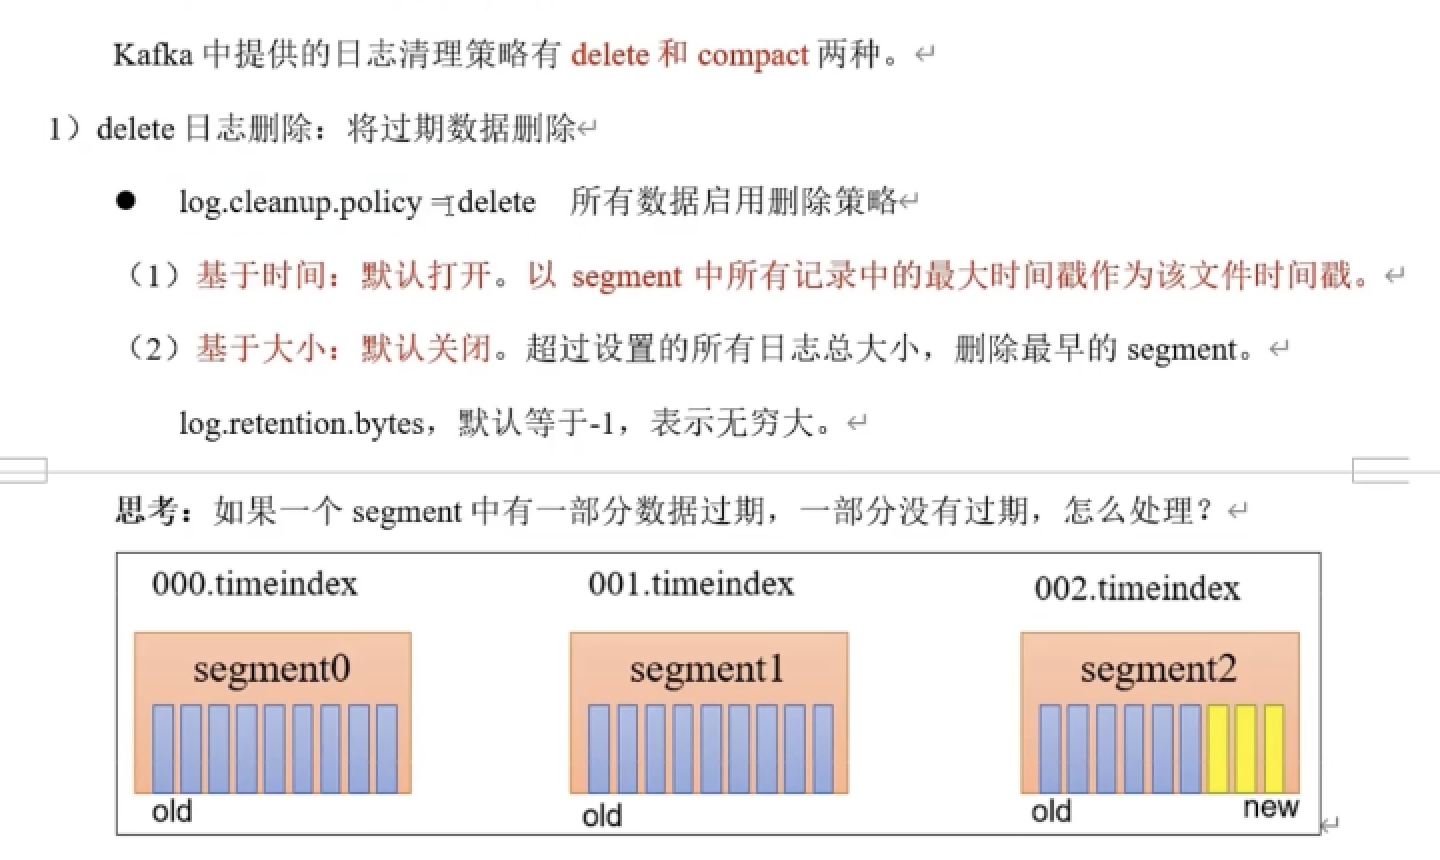 Kafka 中提供的日志清理策略有 delete 和 compact 两种。
1）delete 日志删除：将过期数据删除
● log.cleanup.policy = delete 所有数据启用删除策略
（1）基于时间：默认打开。以 segment 中所有记录中的最大时间戳作为该文件时间戳。
（2）基于大小：默认关闭。超过设置的所有日志总大小，删除最早的 segment。
log.retention.bytes，默认等于-1，表示无穷大。
思考：如果一个 segment 中有一部分数据过期，一部分没有过期，怎么处理？
000.timeindex 001.timeindex 002.timeindex
segment0 segment1 segment2
old old old new